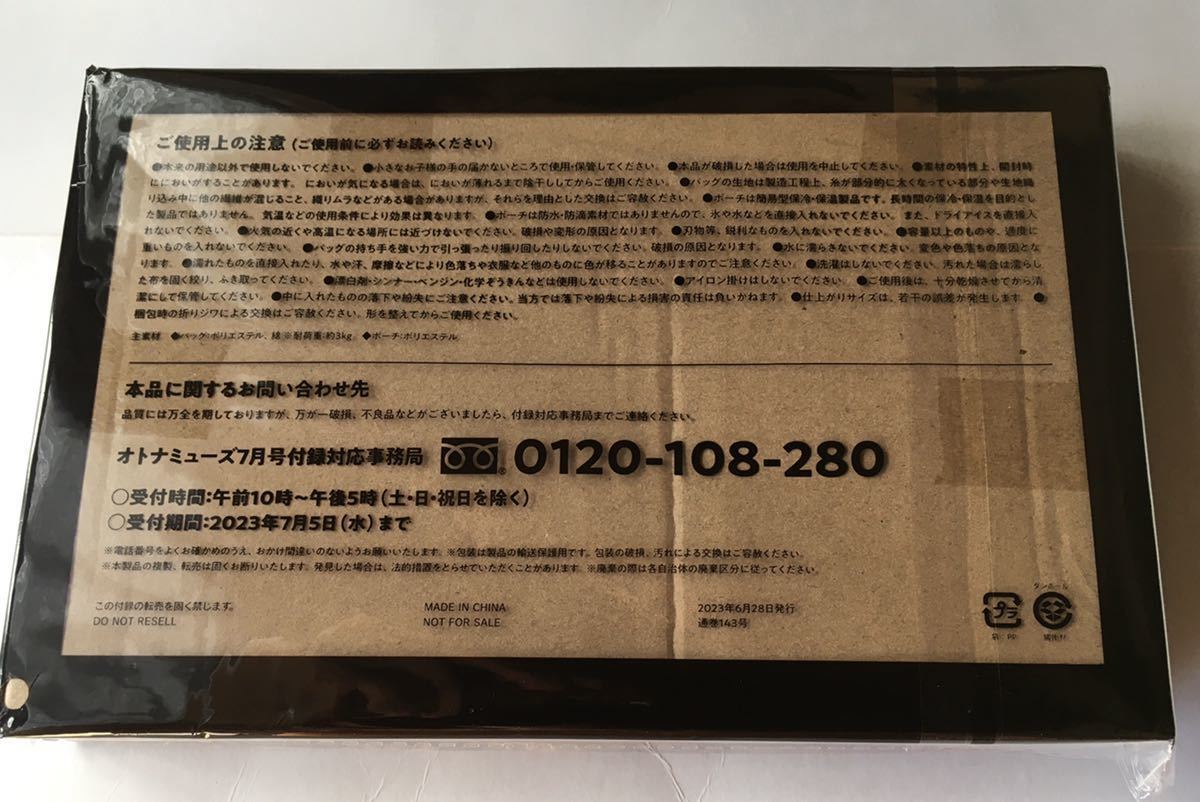 ご使用上の注意(ご使用前に必ずお読みください)
●本来の用途以外で使用しないでください。●小さなお子様の手の届かないところで使用・保管してください。●本品が破損した場合は使用を中止してください。●素材の特性上、開封時
ににおいがすることがあります。においが気になる場合は、においが薄れるまで陰干ししてからご使用ください。●バッグの生地は製造工程上、糸が部分的に太くなっている部分や生地織
り込み中に他の繊維が混じること、織りムラなどがある場合がありますが、それらを理由とした交換はご容赦ください。●ポーチは簡易型保冷・保温製品です。長時間の保冷・保温を目的とし
た製品ではありません。気温などの使用条件により効果は異なります。●ポーチは防水・防滴素材ではありませんので、氷や水などを直接入れないでください。また、ドライアイスを直接入
れないでください。●火気の近くや高温になる場所には近づけないでください。破損や変形の原因となります。●刃物等、鋭利なものを入れないでください。●容量以上のものや、過度に
重いものを入れないでください。●バッグの持ち手を強い力で引っ張ったり振り回したりしないでください。破損の原因となります。●水に濡らさないでください。変色や色落ちの原因とな
ります。●濡れたものを直接入れたり、水や汗、摩擦などにより色落ちや衣服など他のものに色が移ることがありますのでご注意ください。●洗濯はしないでください。汚れた場合は濡らし
た布を固く絞り、ふき取ってください。●漂白剤・シンナー・ベンジン・化学ぞうきんなどは使用しないでください。●アイロン掛けはしないでください。●ご使用後は、十分乾燥させてから清
潔にして保管してください。●中に入れたものの落下や紛失にご注意ください。当方では落下や紛失による損害の責任は負いかねます。●仕上がりサイズは、若干の誤差が発生します。●
梱包時の折りジワによる交換はご容赦ください。形を整えてからご使用ください。
主素材 ◆バッグ:ポリエステル、綿 ※耐荷重:約3kg ◆ポーチ:ポリエステル
本品に関するお問い合わせ先
品質には万全を期しておりますが、万が一破損、不良品などがございましたら、付録対応事務局までご連絡ください。
オトナミューズ7月号付録対応事務局 0120-108-280
○受付時間:午前10時〜午後5時(土・日・祝日を除く)
○受付期間:2023年7月5日(水)まで
※電話番号をよくお確かめのうえ、おかけ間違いのないようお願いいたします。※包装は製品の輸送保護用です。包装の破損、汚れによる交換はご容赦ください。
※本製品の複製、転売は固くお断りいたします。発見した場合は、法的措置をとらせていただくことがあります。※廃棄の際は各自治体の廃棄区分に従ってください。
この付録の転売を固く禁じます。
DO NOT RESELL
MADE IN CHINA
NOT FOR SALE
2023年6月28日発行
通巻143号
プラ
袋:PP
ダンボール
緩衝材